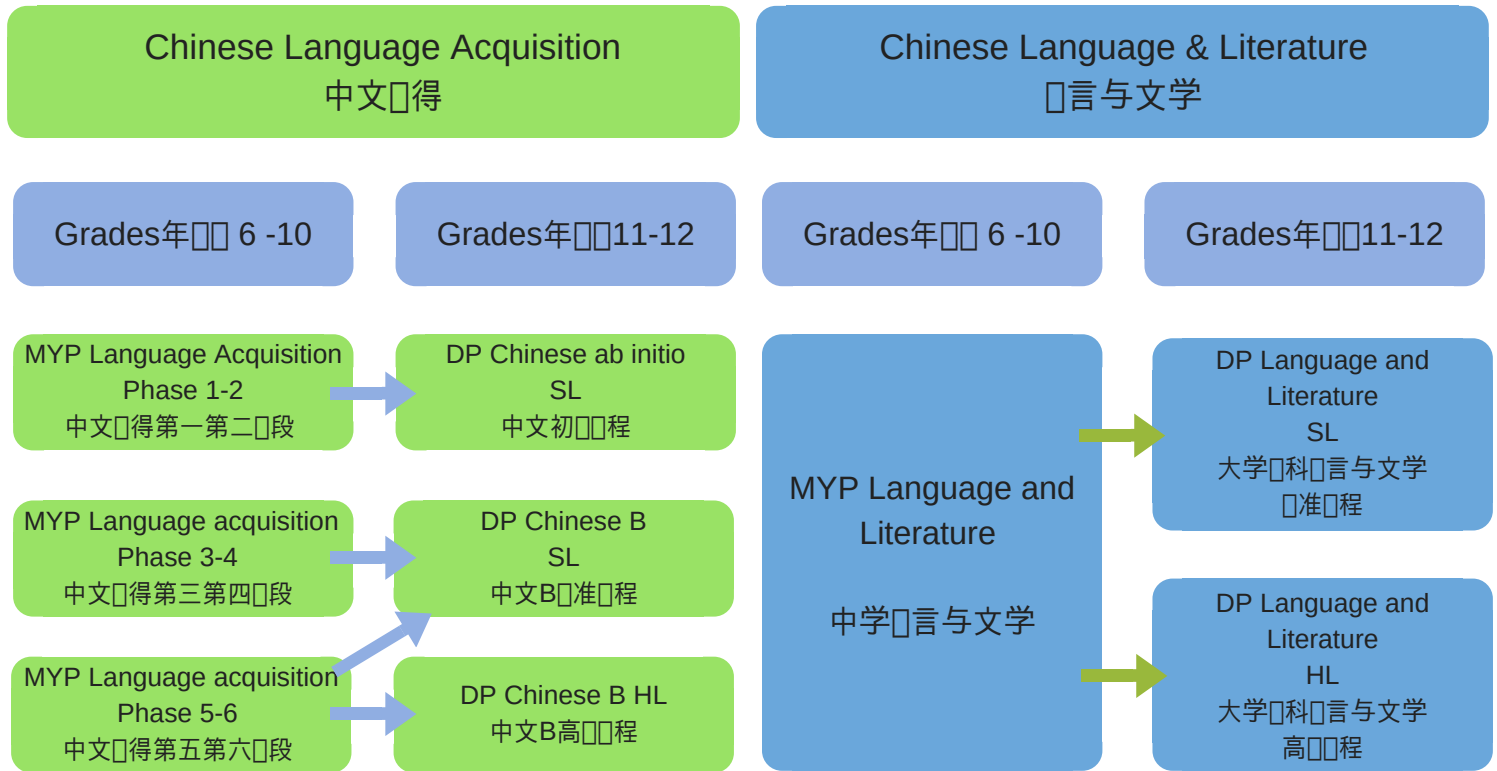 Chinese Language Acquisition
中文▯得
Chinese Language & Literature
▯言与文学
Grades年▯▯ 6 -10
Grades年▯▯11-12
Grades年▯▯ 6 -10
Grades年▯▯11-12
MYP Language Acquisition
Phase 1-2
中文▯得第一第二▯段
DP Chinese ab initio
SL
中文初▯▯程
MYP Language acquisition
Phase 3-4
中文▯得第三第四▯段
DP Chinese B
SL
中文B▯准▯程
MYP Language acquisition
Phase 5-6
中文▯得第五第六▯段
DP Chinese B HL
中文B高▯▯程
MYP Language and
Literature
中学▯言与文学
DP Language and
Literature
SL
大学▯科▯言与文学
▯准▯程
DP Language and
Literature
HL
大学▯科▯言与文学
高▯▯程